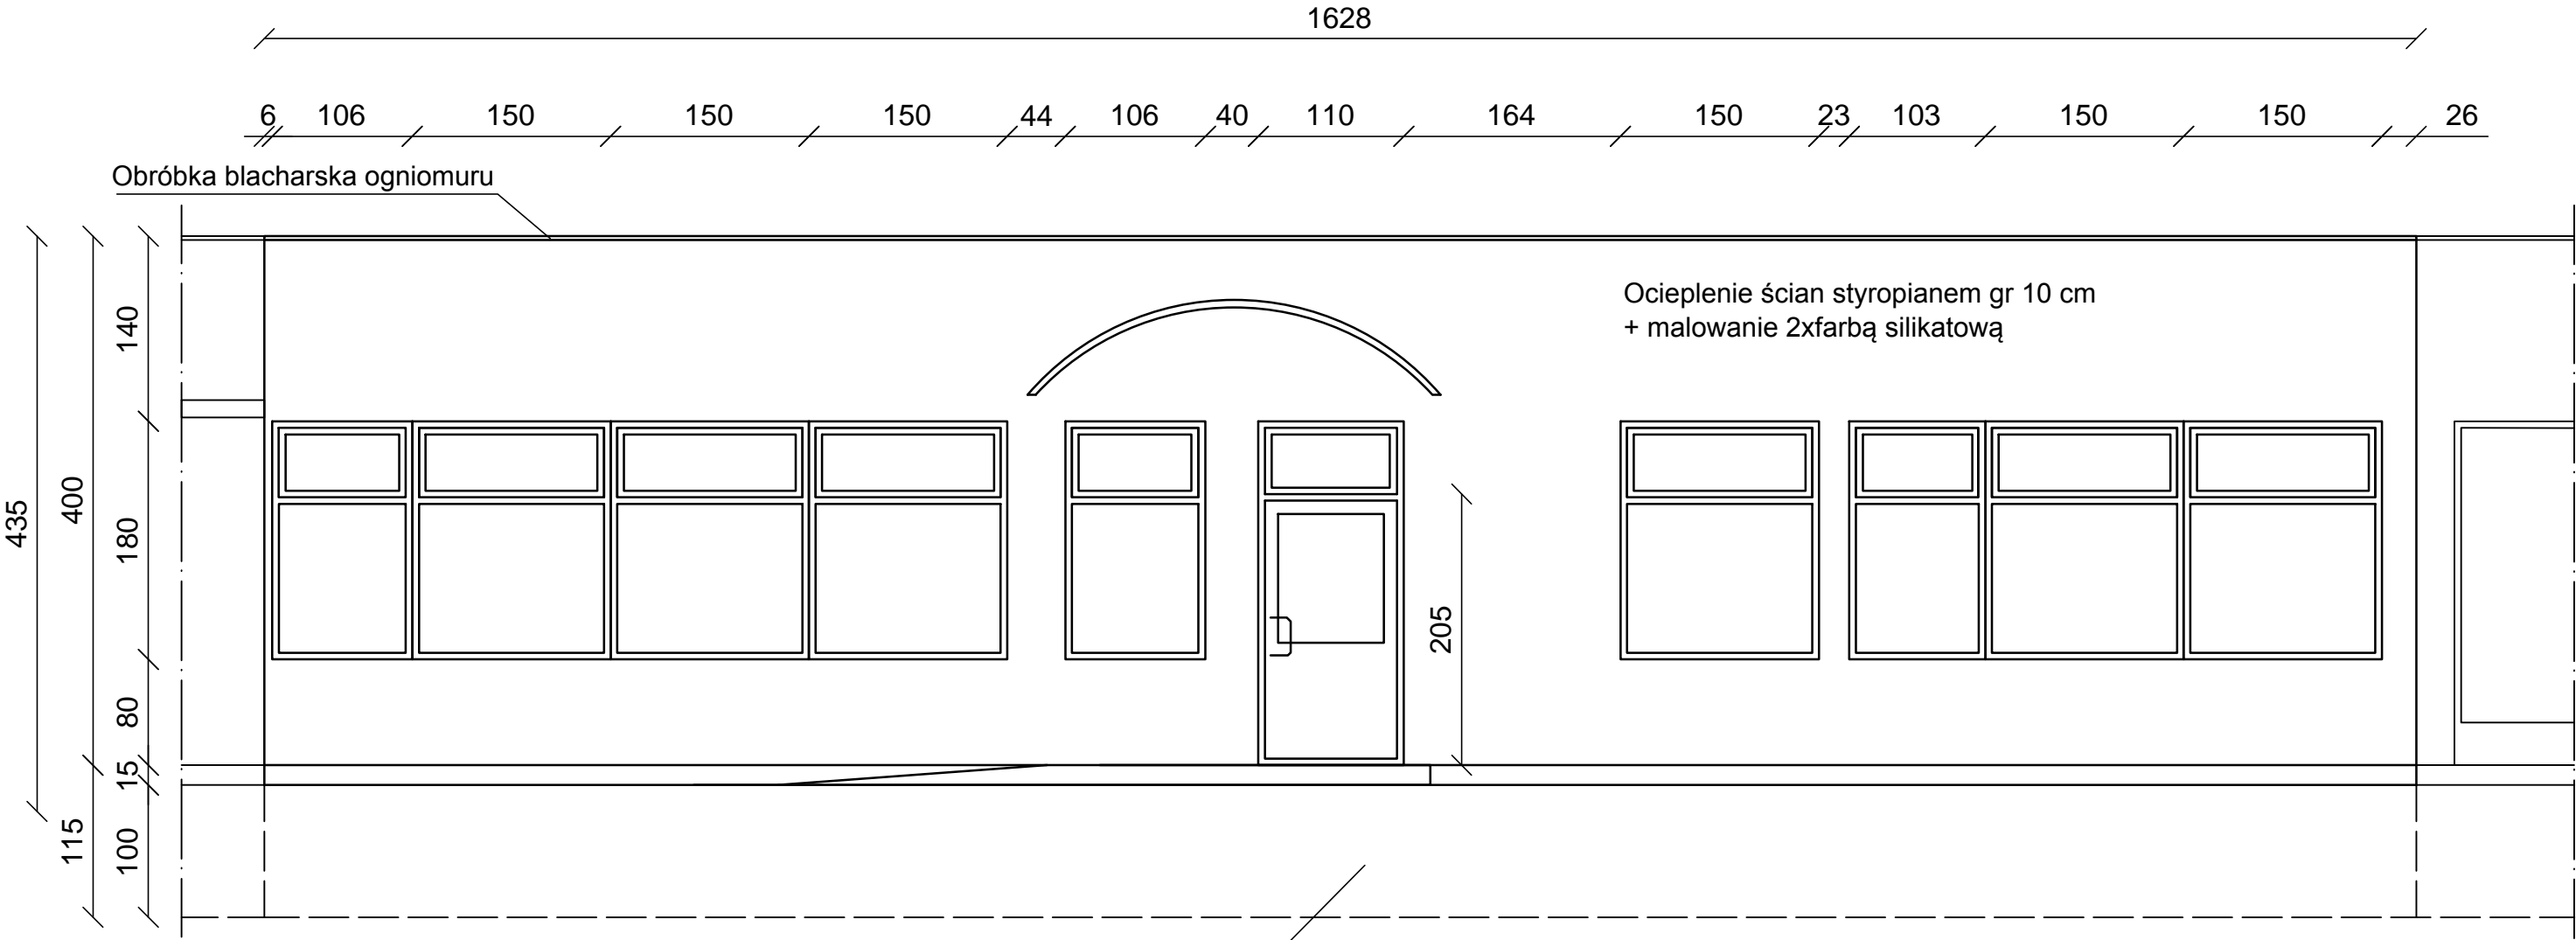 1628
6 106 150 150 150 44 106 40 110 164 150 23 103 150 150 26
Obróbka blacharska ogniomuru
Ocieplenie ścian styropianem gr 10 cm
+ malowanie 2xfarbą silikatową
435
400
115
140
180
80
15
100
205